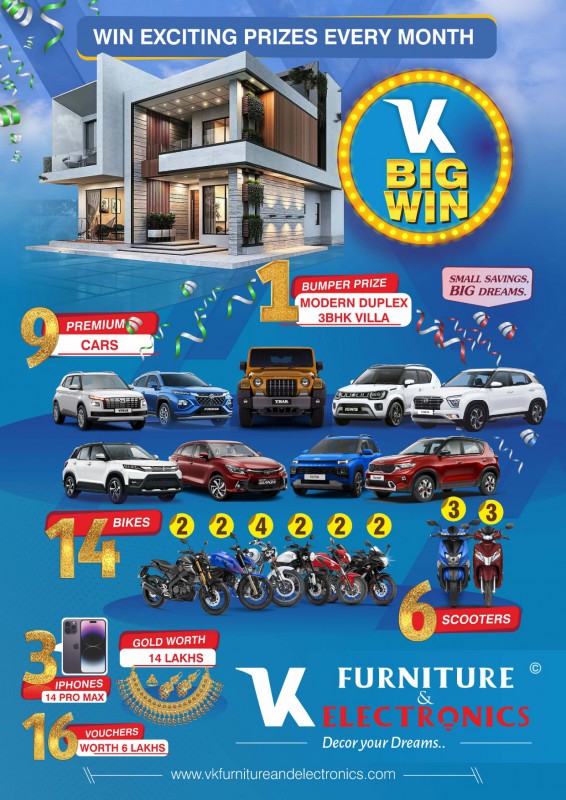 WIN EXCITING PRIZES EVERY MONTH
VK
BIG
WIN
1
BUMPER PRIZE
MODERN DUPLEX
3BHK VILLA
SMALL SAVINGS,
BIG DREAMS.
9
PREMIUM
CARS
14
BIKES
2 2 4 2 2 2
3 3
6
SCOOTERS
3
IPHONES
14 PRO MAX
GOLD WORTH
14 LAKHS
16
VOUCHERS
WORTH 6 LAKHS
VK
FURNITURE ©
&
ELECTRONICS
Decor your Dreams..
www.vkfurnitureandelectronics.com